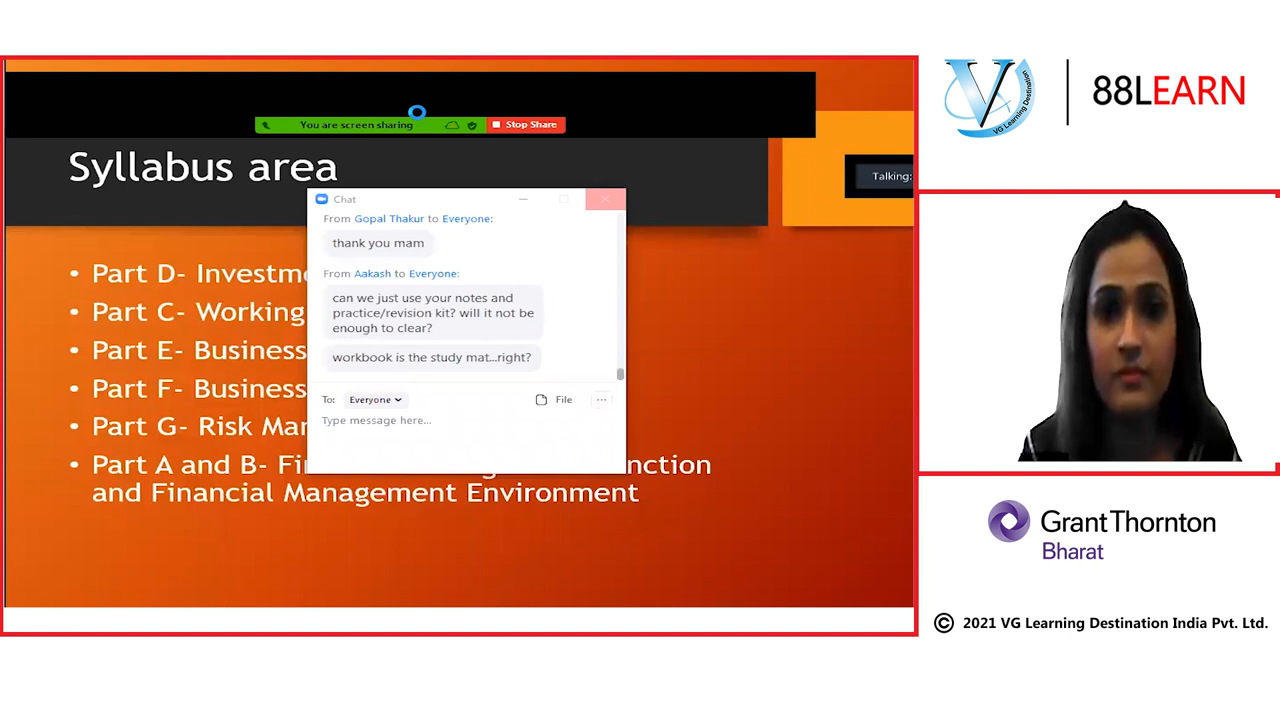 You are screen sharing
Stop Share
Syllabus area
Talking:
Chat
From Gopal Thakur to Everyone:
thank you mam
From Aakash to Everyone:
can we just use your notes and
practice/revision kit? will it not be
enough to clear?
workbook is the study mat...right?
To: Everyone
File
Type message here...
• Part D- Investm
• Part C- Working
• Part E- Business
• Part F- Business
• Part G- Risk Mar
• Part A and B- Fi nction
and Financial Management Environment
V
VG Learning Destination
88LEARN
Grant Thornton
Bharat
© 2021 VG Learning Destination India Pvt. Ltd.